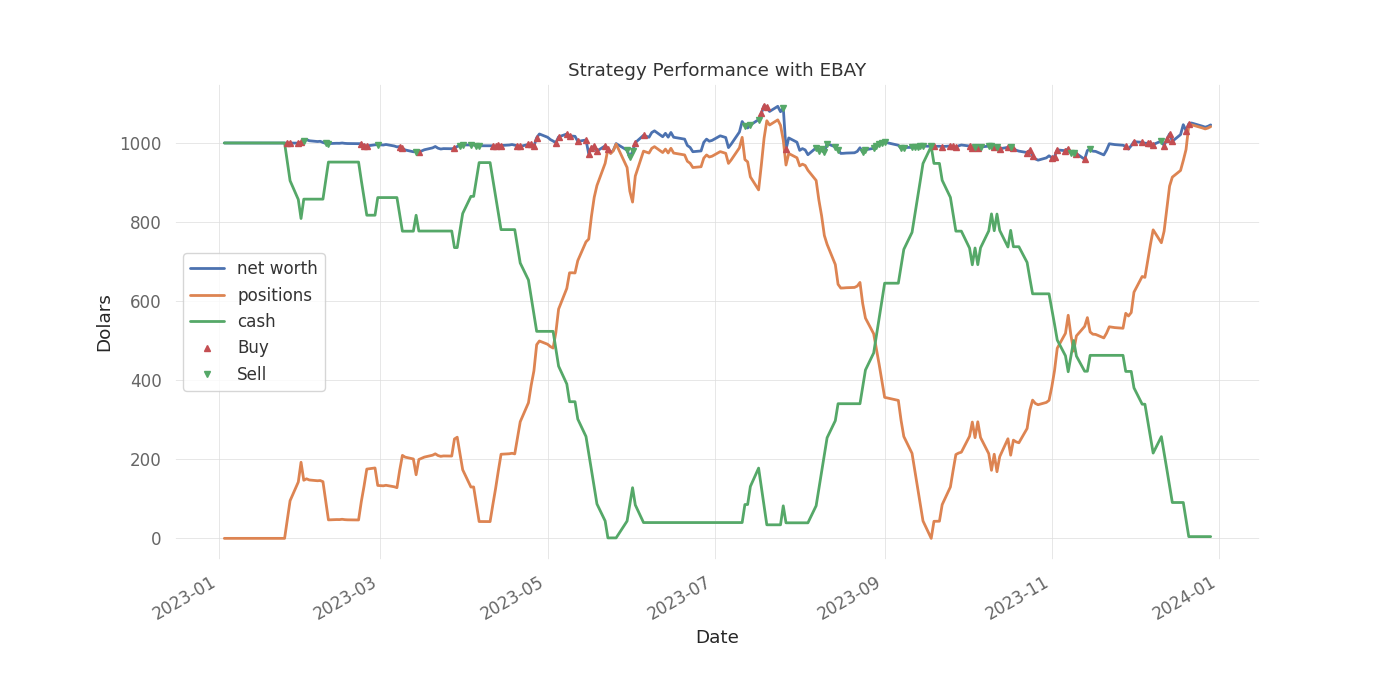 Strategy Performance with EBAY
1000
800
600
400
200
0
Dolars
net worth
positions
cash
Buy
Sell
2023-01
2023-03
2023-05
2023-07
2023-09
2023-11
2024-01
Date